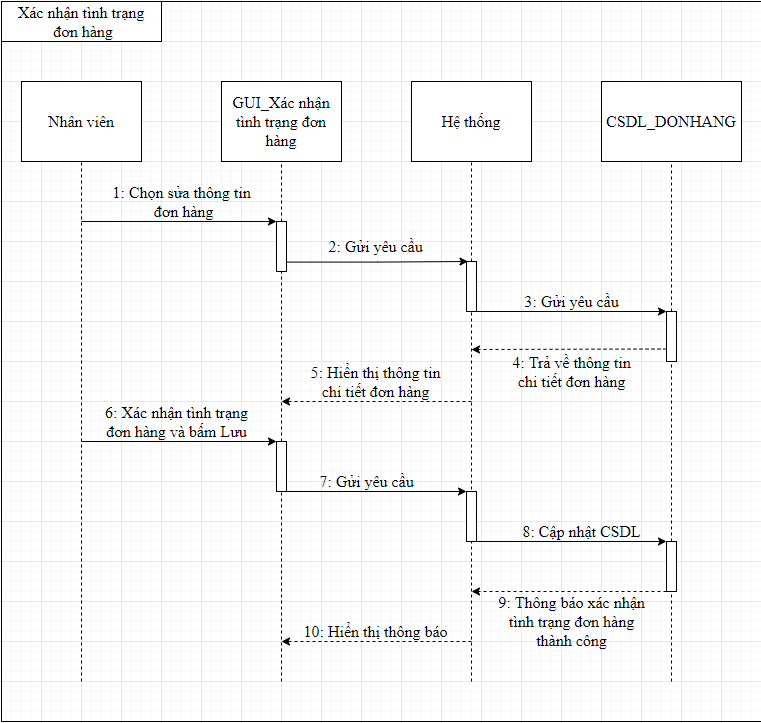 Xác nhận tình trạng
đơn hàng
Nhân viên
GUI_Xác nhận
tình trạng đơn
hàng
Hệ thống
CSDL_DONHANG
1: Chọn sửa thông tin
đơn hàng
2: Gửi yêu cầu
3: Gửi yêu cầu
4: Trả về thông tin
chi tiết đơn hàng
5: Hiển thị thông tin
chi tiết đơn hàng
6: Xác nhận tình trạng
đơn hàng và bấm Lưu
7: Gửi yêu cầu
8: Cập nhật CSDL
9: Thông báo xác nhận
tình trạng đơn hàng
thành công
10: Hiển thị thông báo